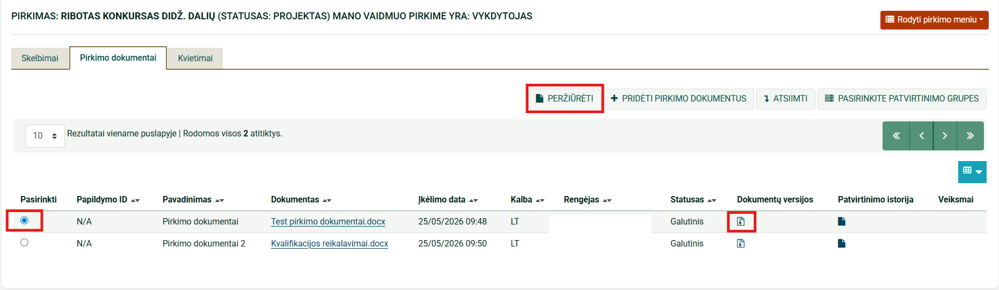 PIRKIMAS: RIBOTAS KONKURSAS DIDŽ. DALIŲ (STATUSAS: PROJEKTAS) MANO VAIDMUO PIRKIME YRA: VYKDYTOJAS
Rodyti pirkimo meniu
Skelbimai Pirkimo dokumentai Kvietimai
PERŽIŪRĖTI PRIDĖTI PIRKIMO DOKUMENTUS ATSIIMTI PASIRINKITE PATVIRTINIMO GRUPES
10 Rezultatai viename puslapyje | Rodomos visos 2 atitiktys.
Pasirinkti Papildymo ID Pavadinimas Dokumentas Įkėlimo data Kalba Rengėjas Statusas Dokumentų versijos Patvirtinimo istorija Veiksmai
N/A Pirkimo dokumentai Test pirkimo dokumentai.docx 25/05/2026 09:48 LT Galutinis
N/A Pirkimo dokumentai 2 Kvalifikacijos reikalavimai.docx 25/05/2026 09:50 LT Galutinis